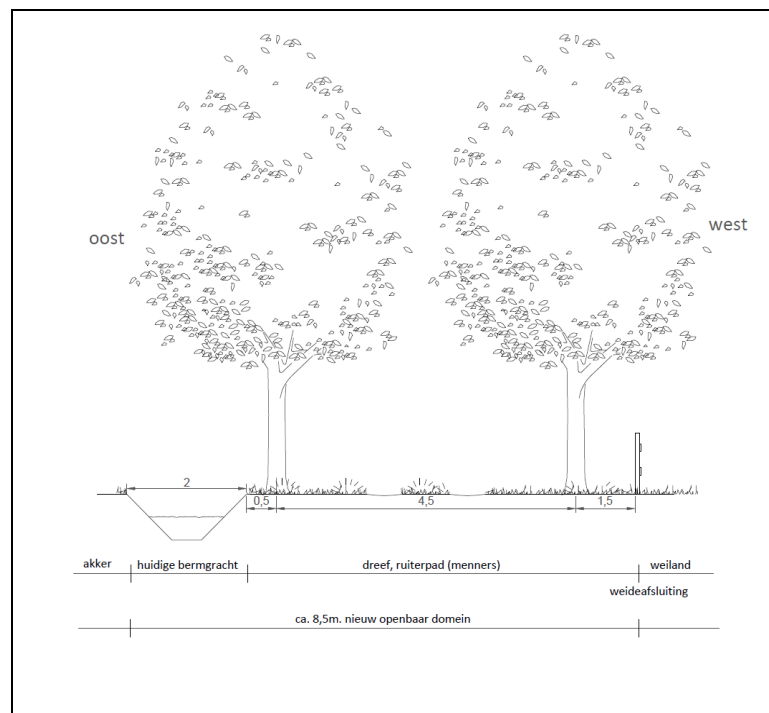 oost
west
2
0,5
4,5
1,5
akker
huidige bermgracht
dreef, ruiterpad (menners)
weiland
weideafsluiting
ca. 8,5m. nieuw openbaar domein